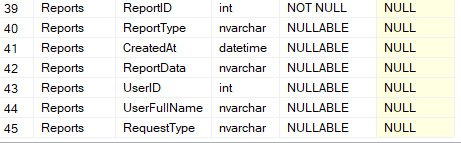 39 Reports ReportID int NOT NULL NULL
40 Reports ReportType nvarchar NULLABLE NULL
41 Reports CreatedAt datetime NULLABLE NULL
42 Reports ReportData nvarchar NULLABLE NULL
43 Reports UserID int NULLABLE NULL
44 Reports UserFullName nvarchar NULLABLE NULL
45 Reports RequestType nvarchar NULLABLE NULL